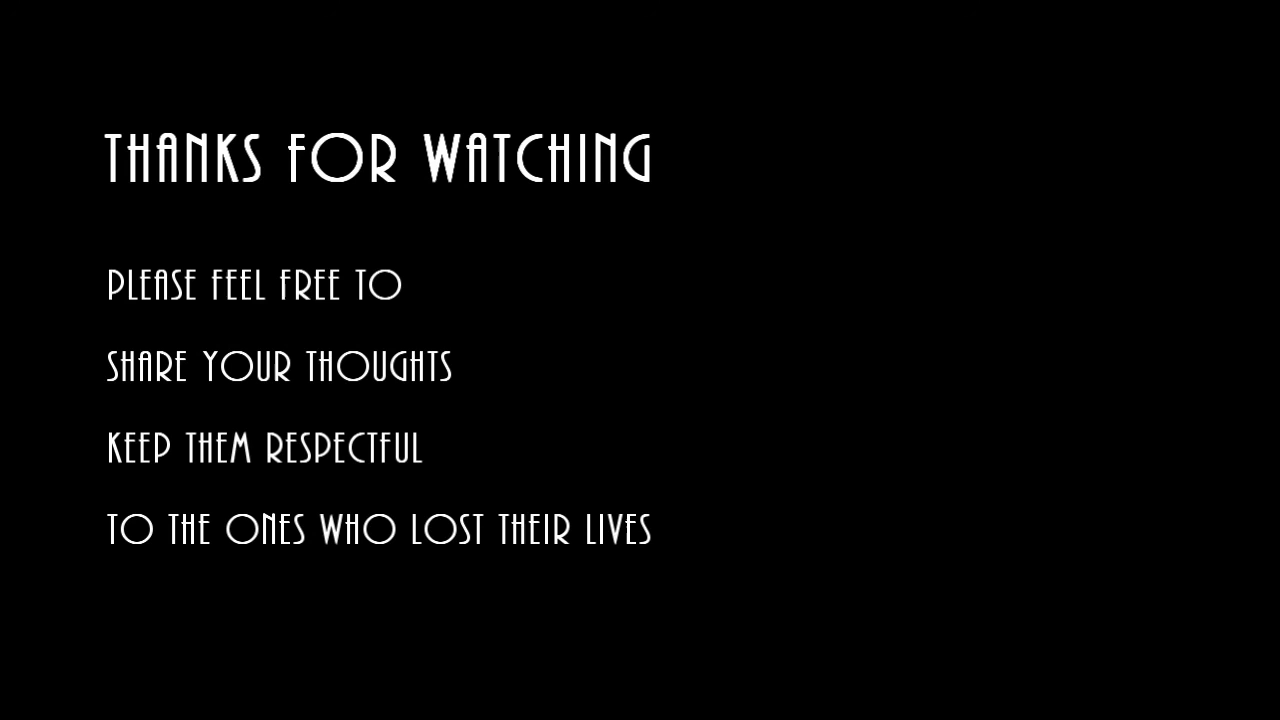 THANKS FOR WATCHING
PLEASE FEEL FREE TO
SHARE YOUR THOUGHTS
KEEP THEM RESPECTFUL
TO THE ONES WHO LOST THEIR LIVES